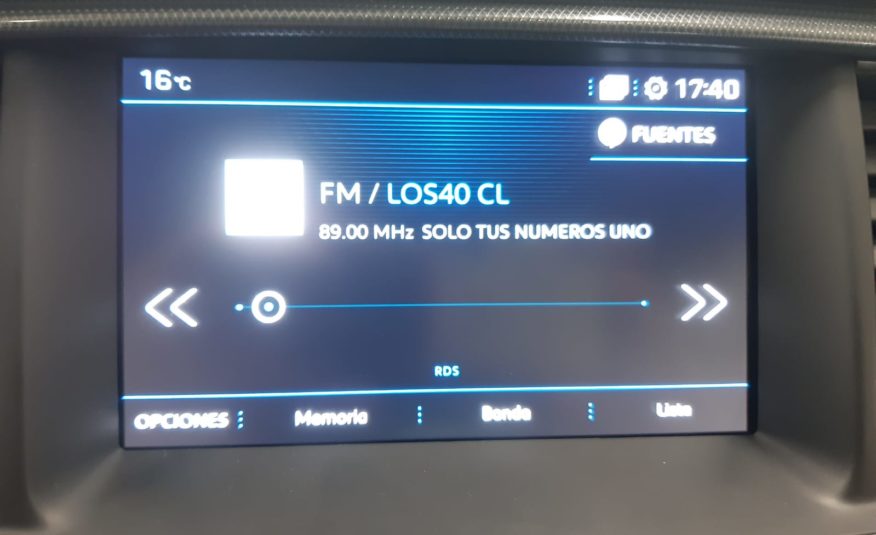 16°C
17:40
FUENTES
FM / LOS40 CL
89.00 MHz SOLO TUS NUMEROS UNO
RDS
OPCIONES Memoria Banda Lista